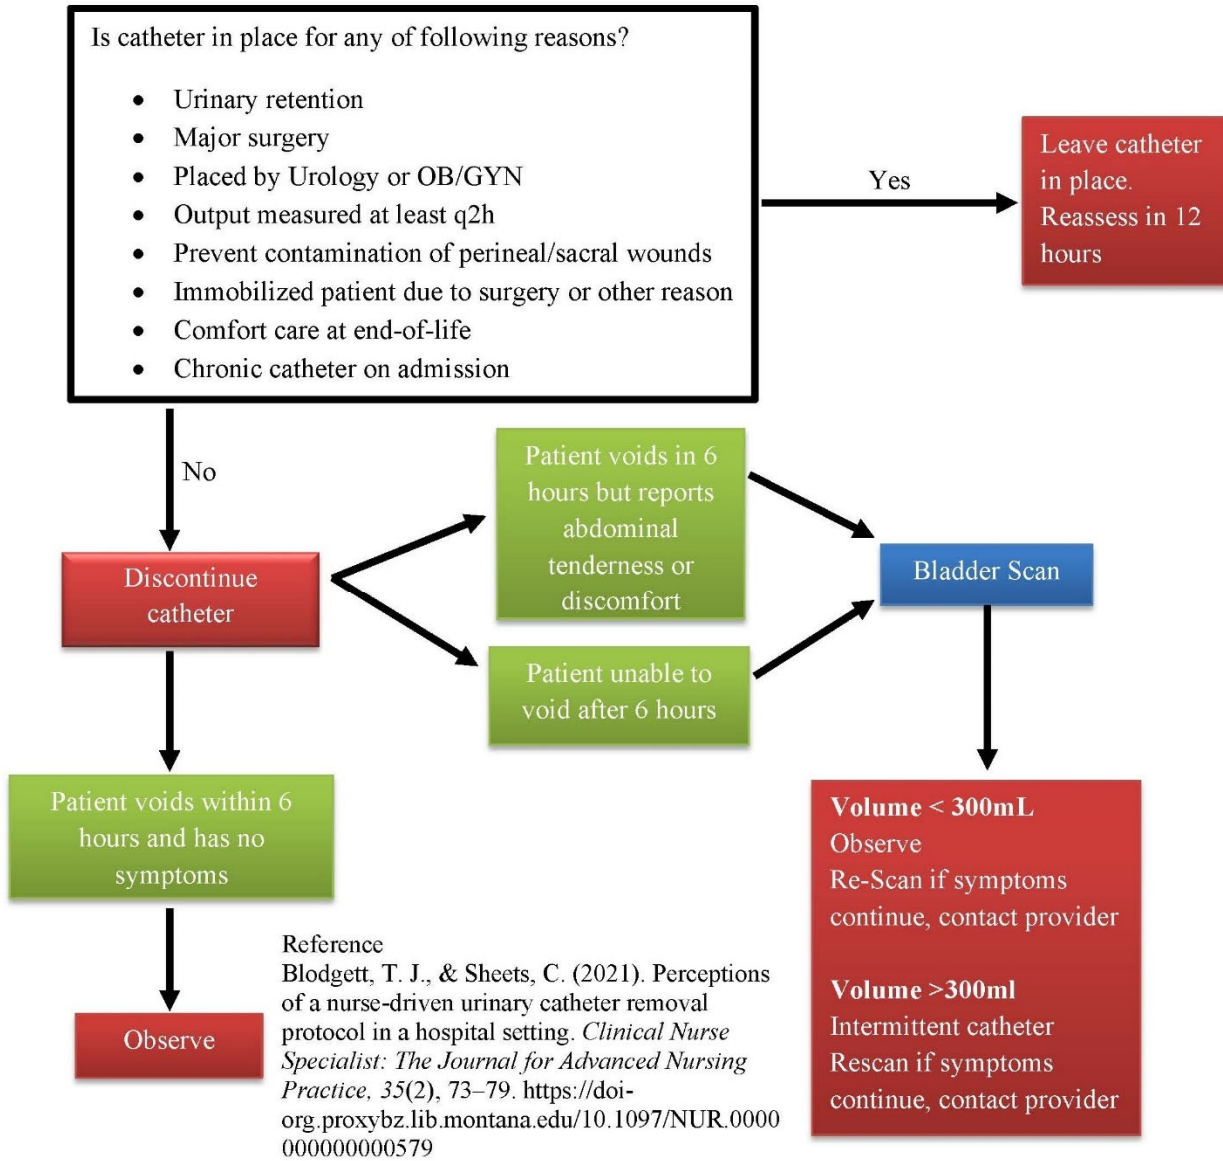 Is catheter in place for any of following reasons?
• Urinary retention
• Major surgery
• Placed by Urology or OB/GYN
• Output measured at least q2h
• Prevent contamination of perineal/sacral wounds
• Immobilized patient due to surgery or other reason
• Comfort care at end-of-life
• Chronic catheter on admission
Yes
Leave catheter
in place.
Reassess in 12
hours
No
Discontinue
catheter
Patient voids in 6
hours but reports
abdominal
tenderness or
discomfort
Patient unable to
void after 6 hours
Bladder Scan
Patient voids within 6
hours and has no
symptoms
Observe
Volume < 300mL
Observe
Re-Scan if symptoms
continue, contact provider
Volume >300ml
Intermittent catheter
Rescan if symptoms
continue, contact provider
Reference
Blodgett, T. J., & Sheets, C. (2021). Perceptions
of a nurse-driven urinary catheter removal
protocol in a hospital setting. Clinical Nurse
Specialist: The Journal for Advanced Nursing
Practice, 35(2), 73–79. https://doi-
org.proxybz.lib.montana.edu/10.1097/NUR.0000
000000000579